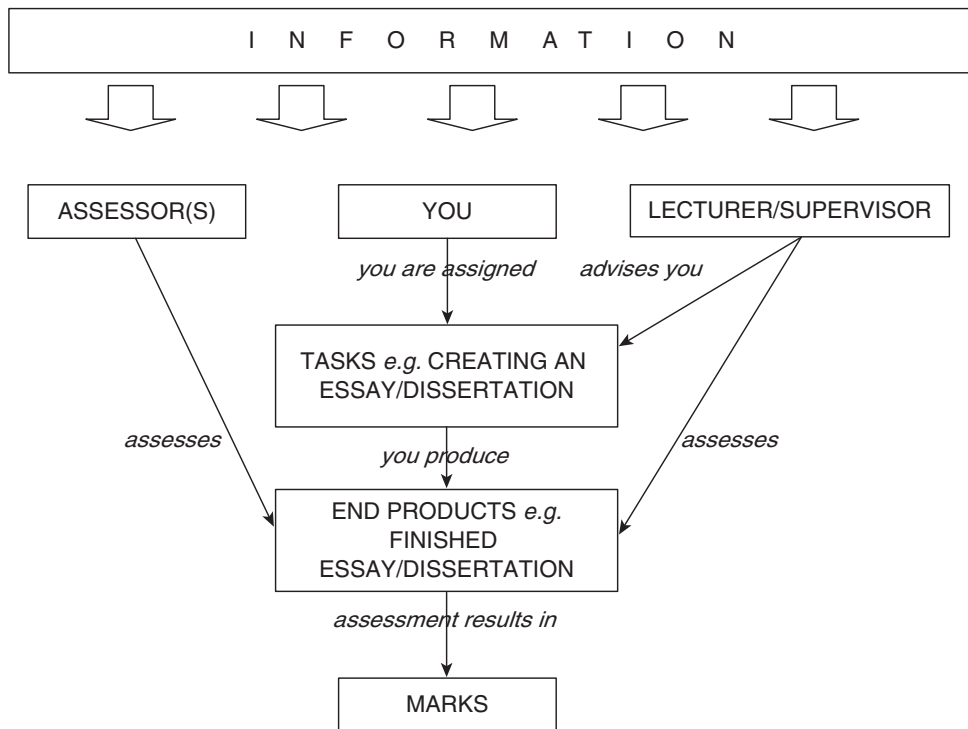 I N F O R M A T I O N
ASSESSOR(S)
YOU
LECTURER/SUPERVISOR
you are assigned
advises you
TASKS e.g. CREATING AN
ESSAY/DISSERTATION
assesses
you produce
assesses
END PRODUCTS e.g.
FINISHED
ESSAY/DISSERTATION
assessment results in
MARKS